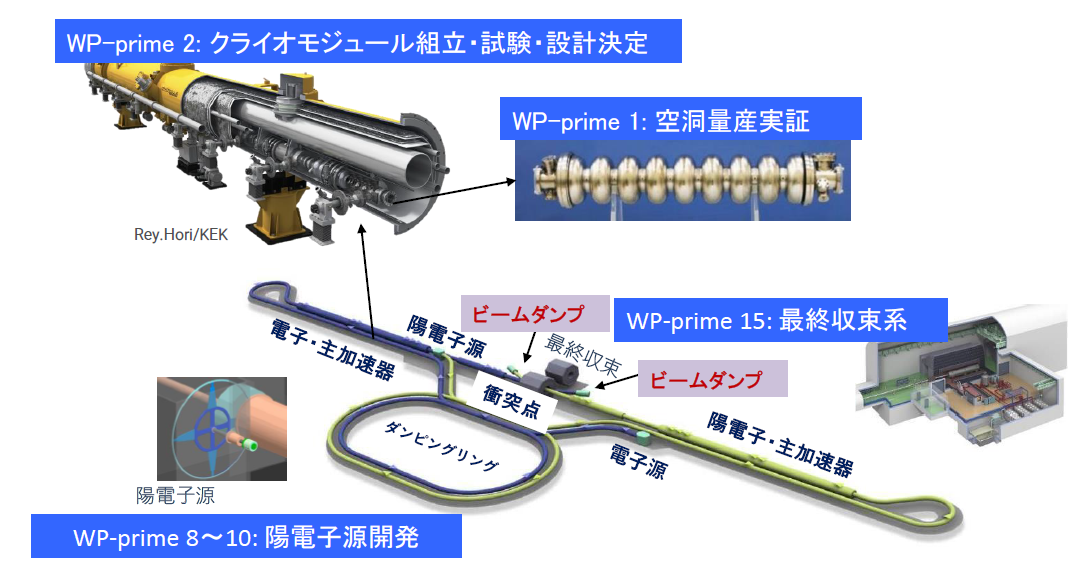 WP-prime 2: クライオモジュール組立・試験・設計決定
WP-prime 1: 空洞量産実証
Rey.Hori/KEK
ビームダンプ
WP-prime 15: 最終収束系
陽電子源
最終収束
電子・主加速器
ビームダンプ
衝突点
ダンピングリング
陽電子・主加速器
電子源
陽電子源
WP-prime 8～10: 陽電子源開発